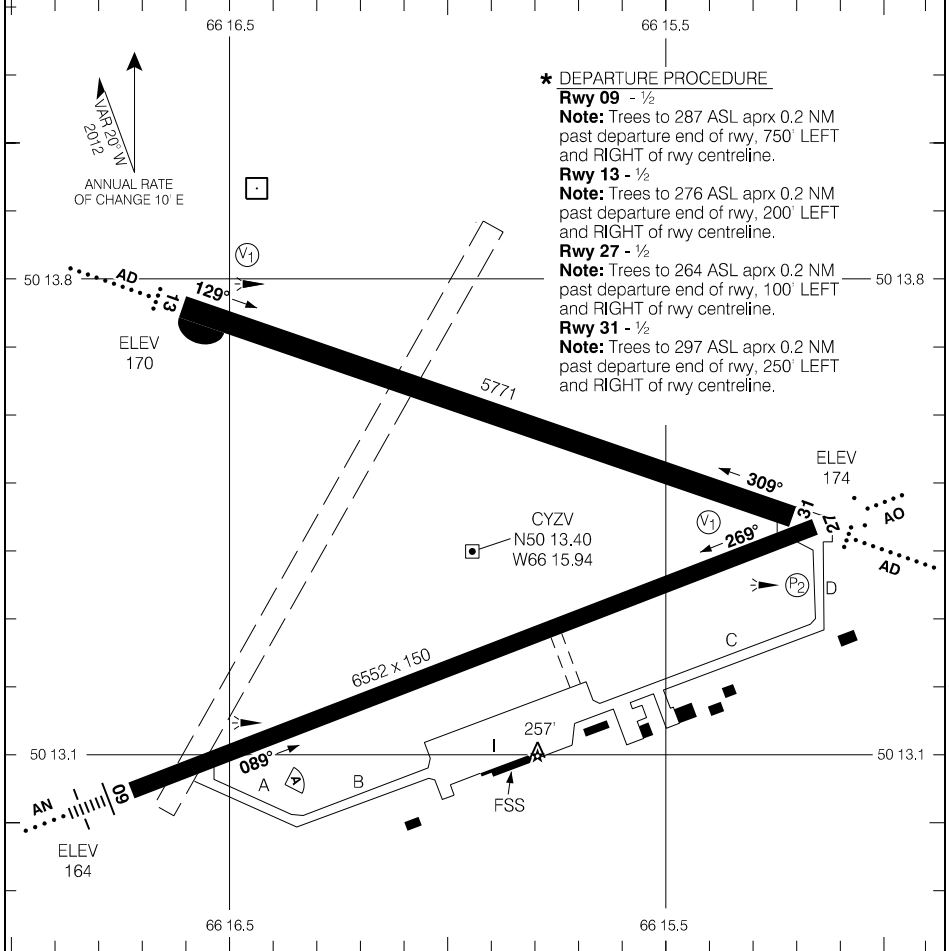 66 16.5
66 15.5
VAR 20° W
2012
ANNUAL RATE
OF CHANGE 10' E
* DEPARTURE PROCEDURE
Rwy 09 - ½
Note: Trees to 287 ASL aprx 0.2 NM
past departure end of rwy, 750' LEFT
and RIGHT of rwy centreline.
Rwy 13 - ½
Note: Trees to 276 ASL aprx 0.2 NM
past departure end of rwy, 200' LEFT
and RIGHT of rwy centreline.
Rwy 27 - ½
Note: Trees to 264 ASL aprx 0.2 NM
past departure end of rwy, 100' LEFT
and RIGHT of rwy centreline.
Rwy 31 - ½
Note: Trees to 297 ASL aprx 0.2 NM
past departure end of rwy, 250' LEFT
and RIGHT of rwy centreline.
V1
50 13.8
50 13.8
AD
13
129°
ELEV
170
5771
ELEV
174
309°
31
27
AO
AD
V1
269°
CYZV
N50 13.40
W66 15.94
P2
D
C
6552 x 150
257'
I
50 13.1
50 13.1
089°
A
A
B
FSS
09
AN
ELEV
164
66 16.5
66 15.5